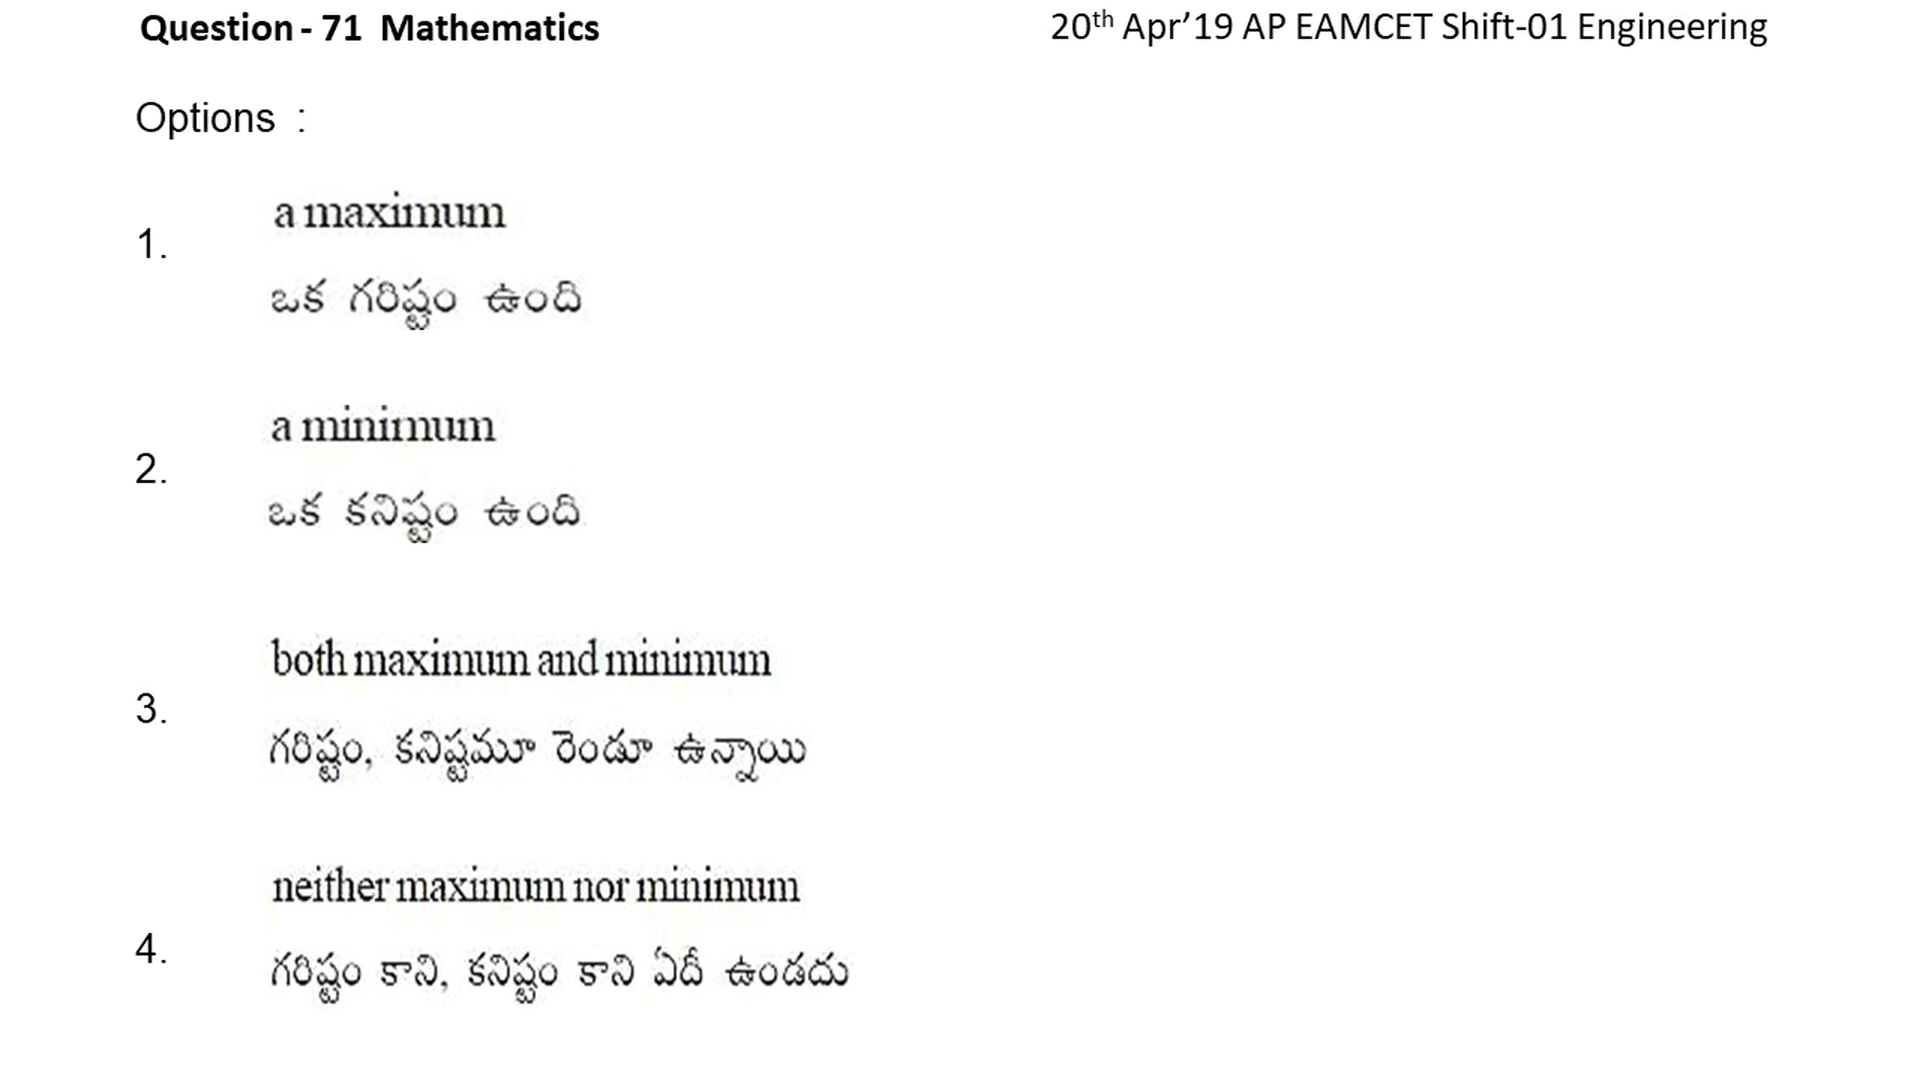 Question - 71 Mathematics
20th Apr’19 AP EAMCET Shift-01 Engineering
Options :
1.
a maximum
ఒక గరిష్టం ఉంది
2.
a minimum
ఒక కనిష్టం ఉంది
3.
both maximum and minimum
గరిష్టం, కనిష్టమూ రెండూ ఉన్నాయి
4.
neither maximum nor minimum
గరిష్టం కాని, కనిష్టం కాని ఏదీ ఉండదు